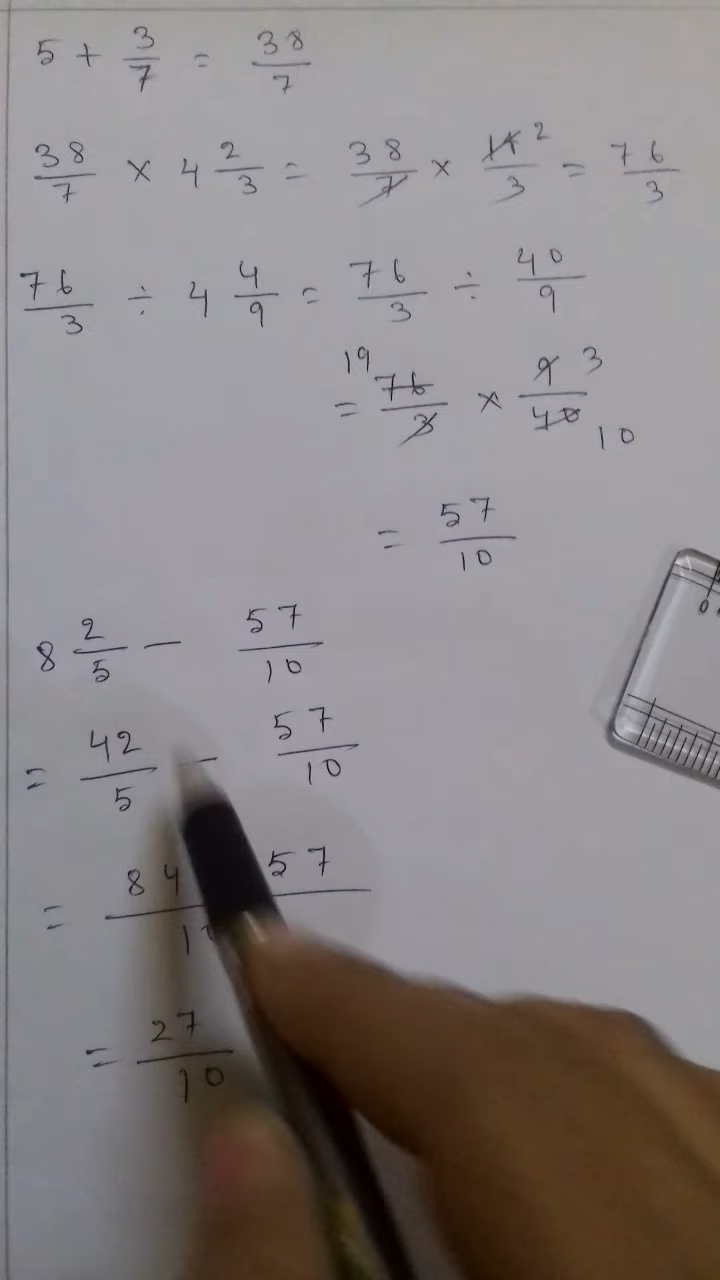 5 + 3/7 = 38/7
38/7 × 4 2/3 = 38/7 × 14 2/3 = 76/3
76/3 ÷ 4 4/9 = 76/3 ÷ 40/9
= 19 76/3 × 9 3/40 10
= 57/10
8 2/5 − 57/10
= 42/5 − 57/10
= 84 57/10
= 27/10
0